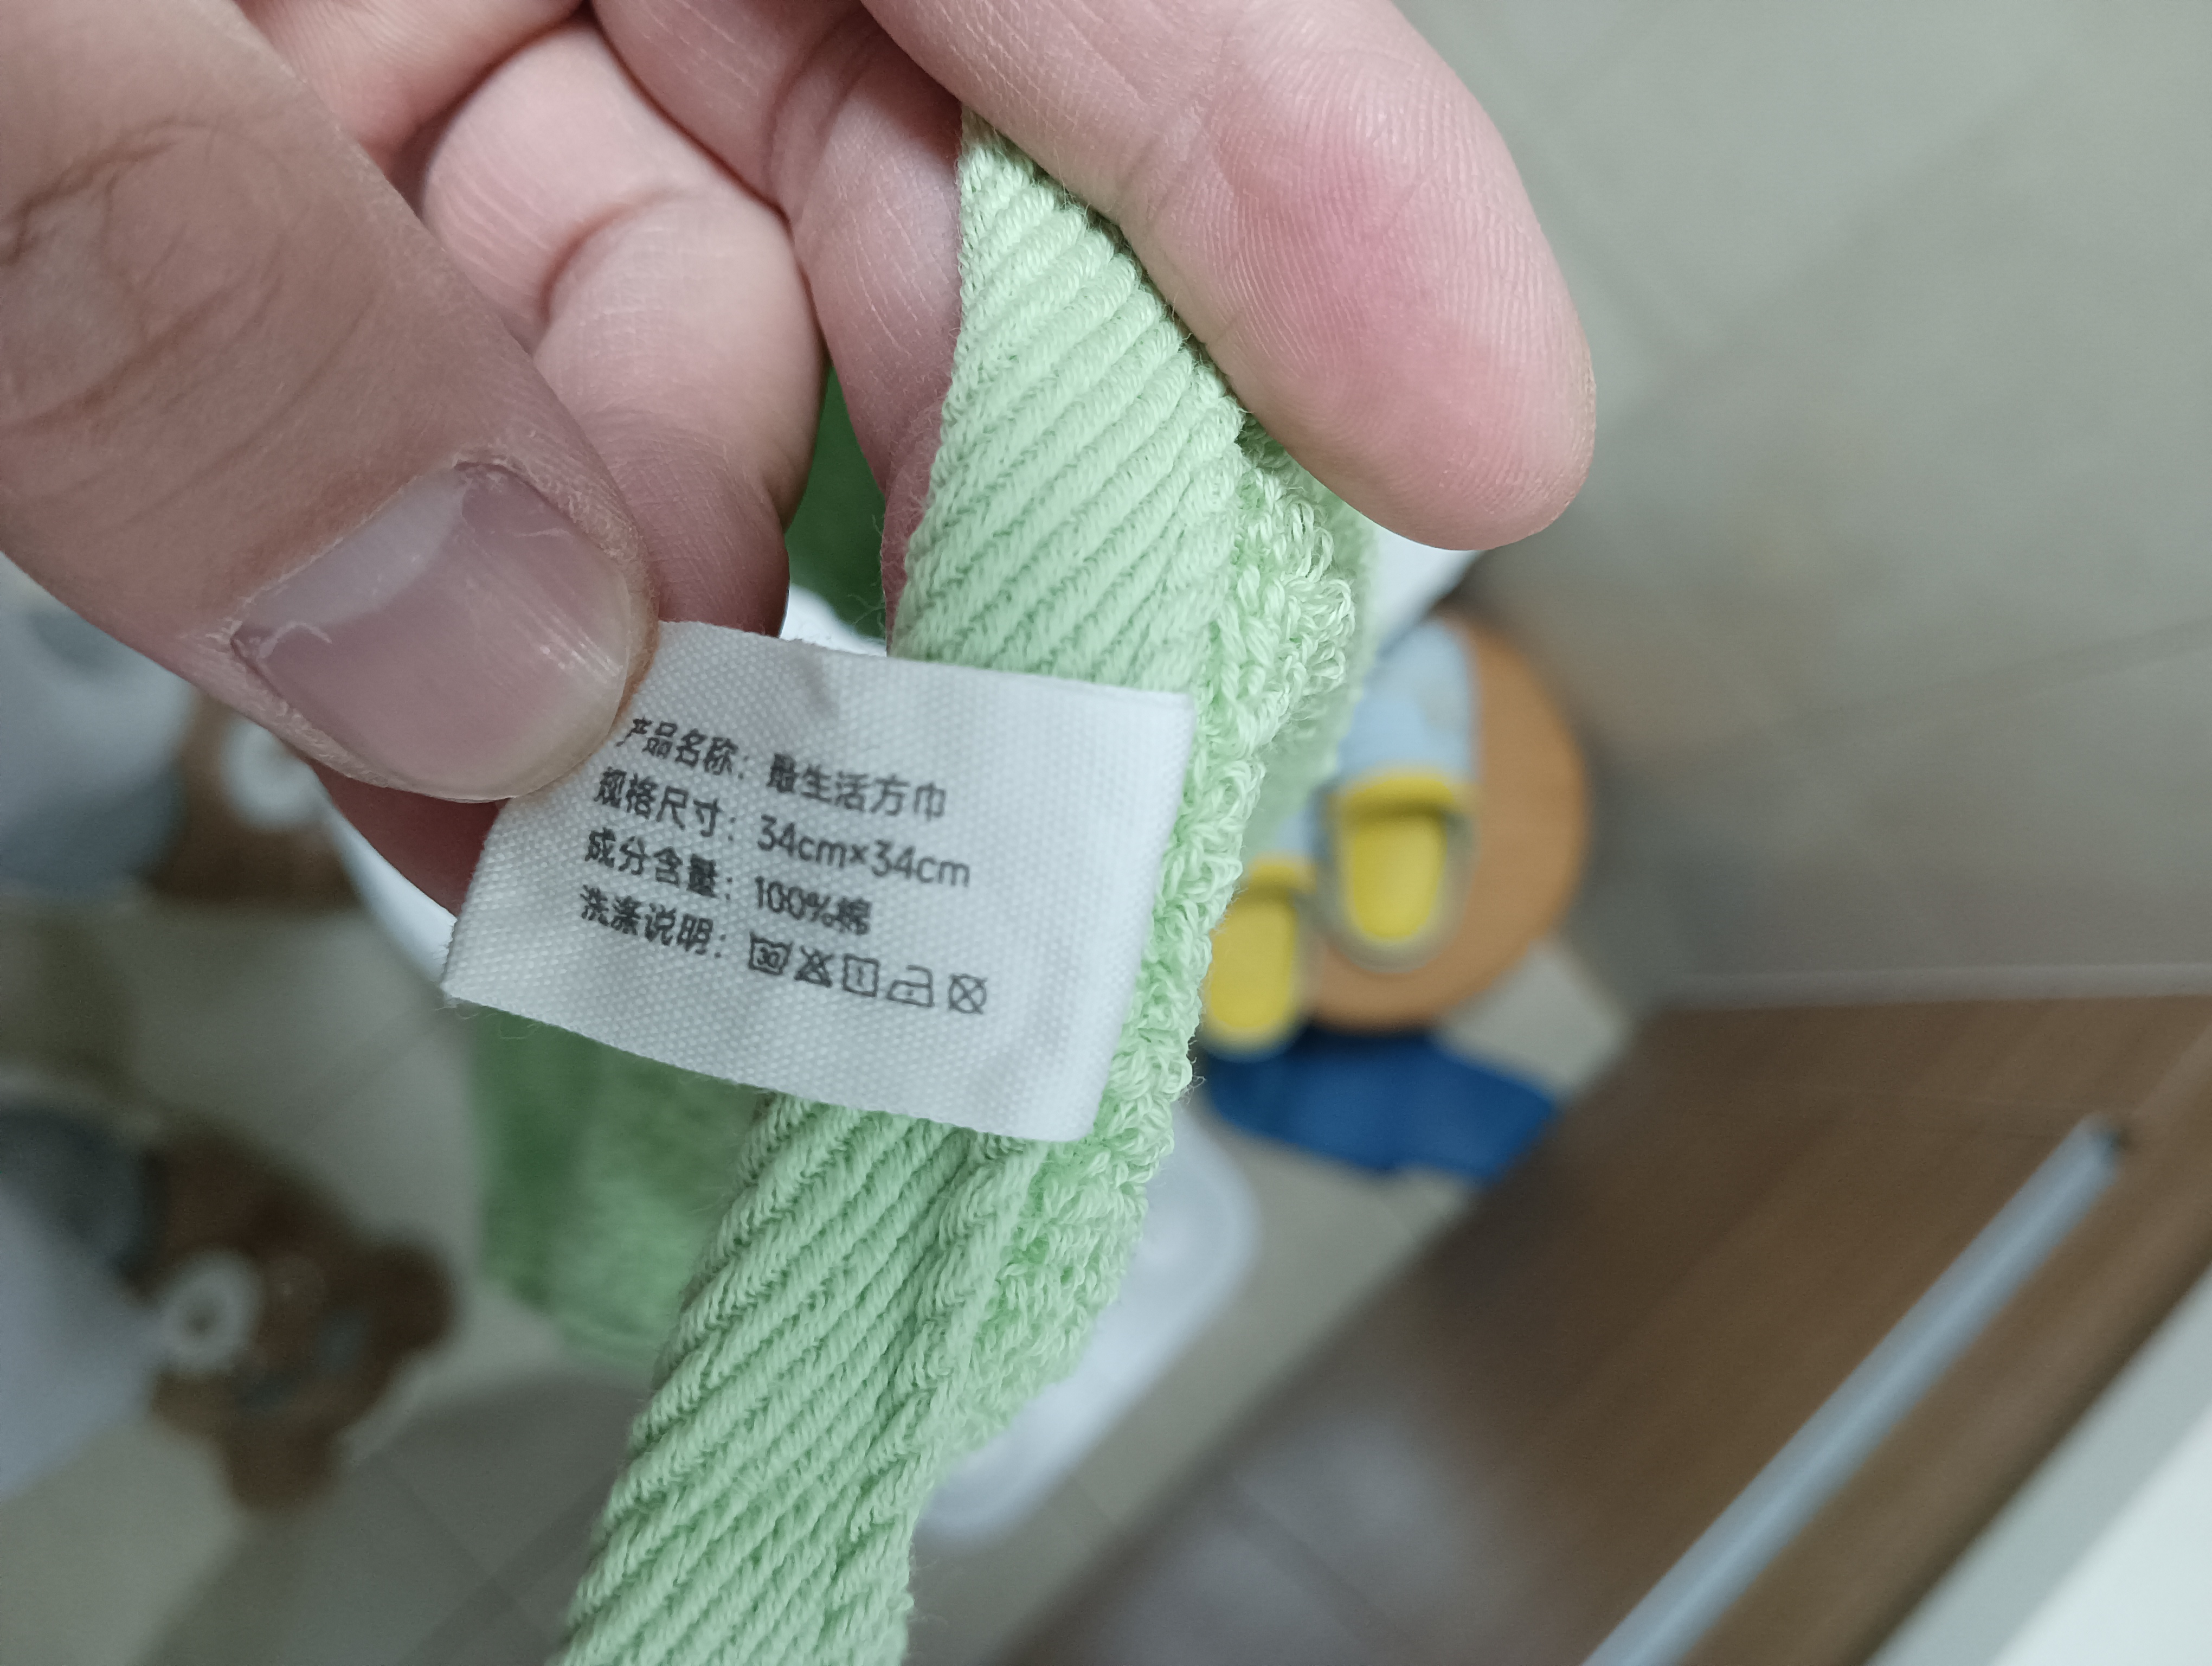 产品名称：最生活方巾
规格尺寸：34cm×34cm
成分含量：100%棉
洗涤说明：